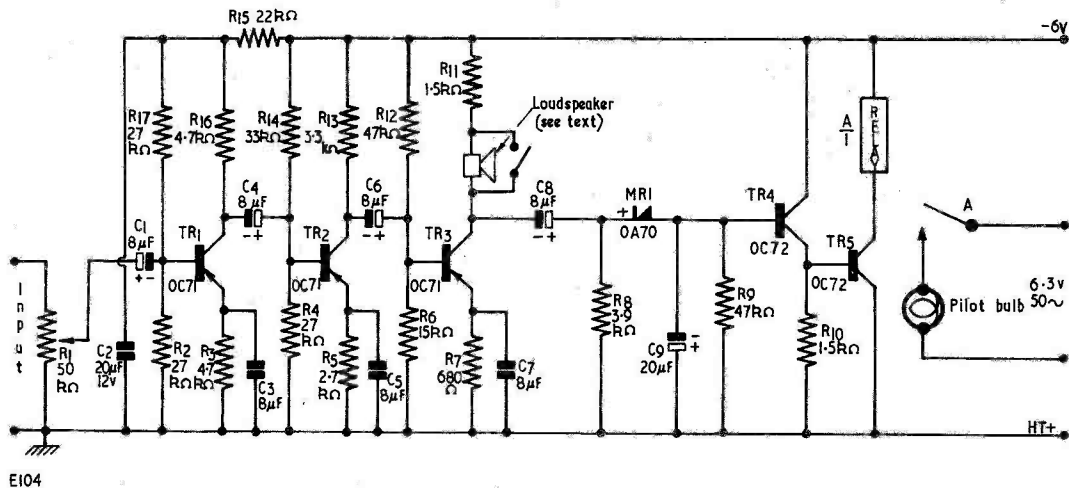 R15 22kΩ
-6v
R17
27
kΩ
R16
4·7kΩ
R14
33kΩ
R13
3·3
kΩ
R12
47kΩ
R11
1·5kΩ
Loudspeaker
(see text)
A
1
RELAY
C1
8μF
+ -
TR1
OC71
C4
8μF
- +
TR2
OC71
C6
8μF
- +
TR3
OC71
C8
8μF
- +
MR1
+
OA70
TR4
OC72
TR5
OC72
A
6·3v
50~
Pilot bulb
Input
R1
50
kΩ
C2
20μF
12v
R2
27
kΩ
R3
4·7
kΩ
C3
8μF
R4
27
kΩ
R5
2·7
kΩ
C5
8μF
R6
15kΩ
R7
680
Ω
C7
8μF
R8
3·9
kΩ
C9
20μF
-
+
R9
47kΩ
R10
1·5kΩ
HT+
E104